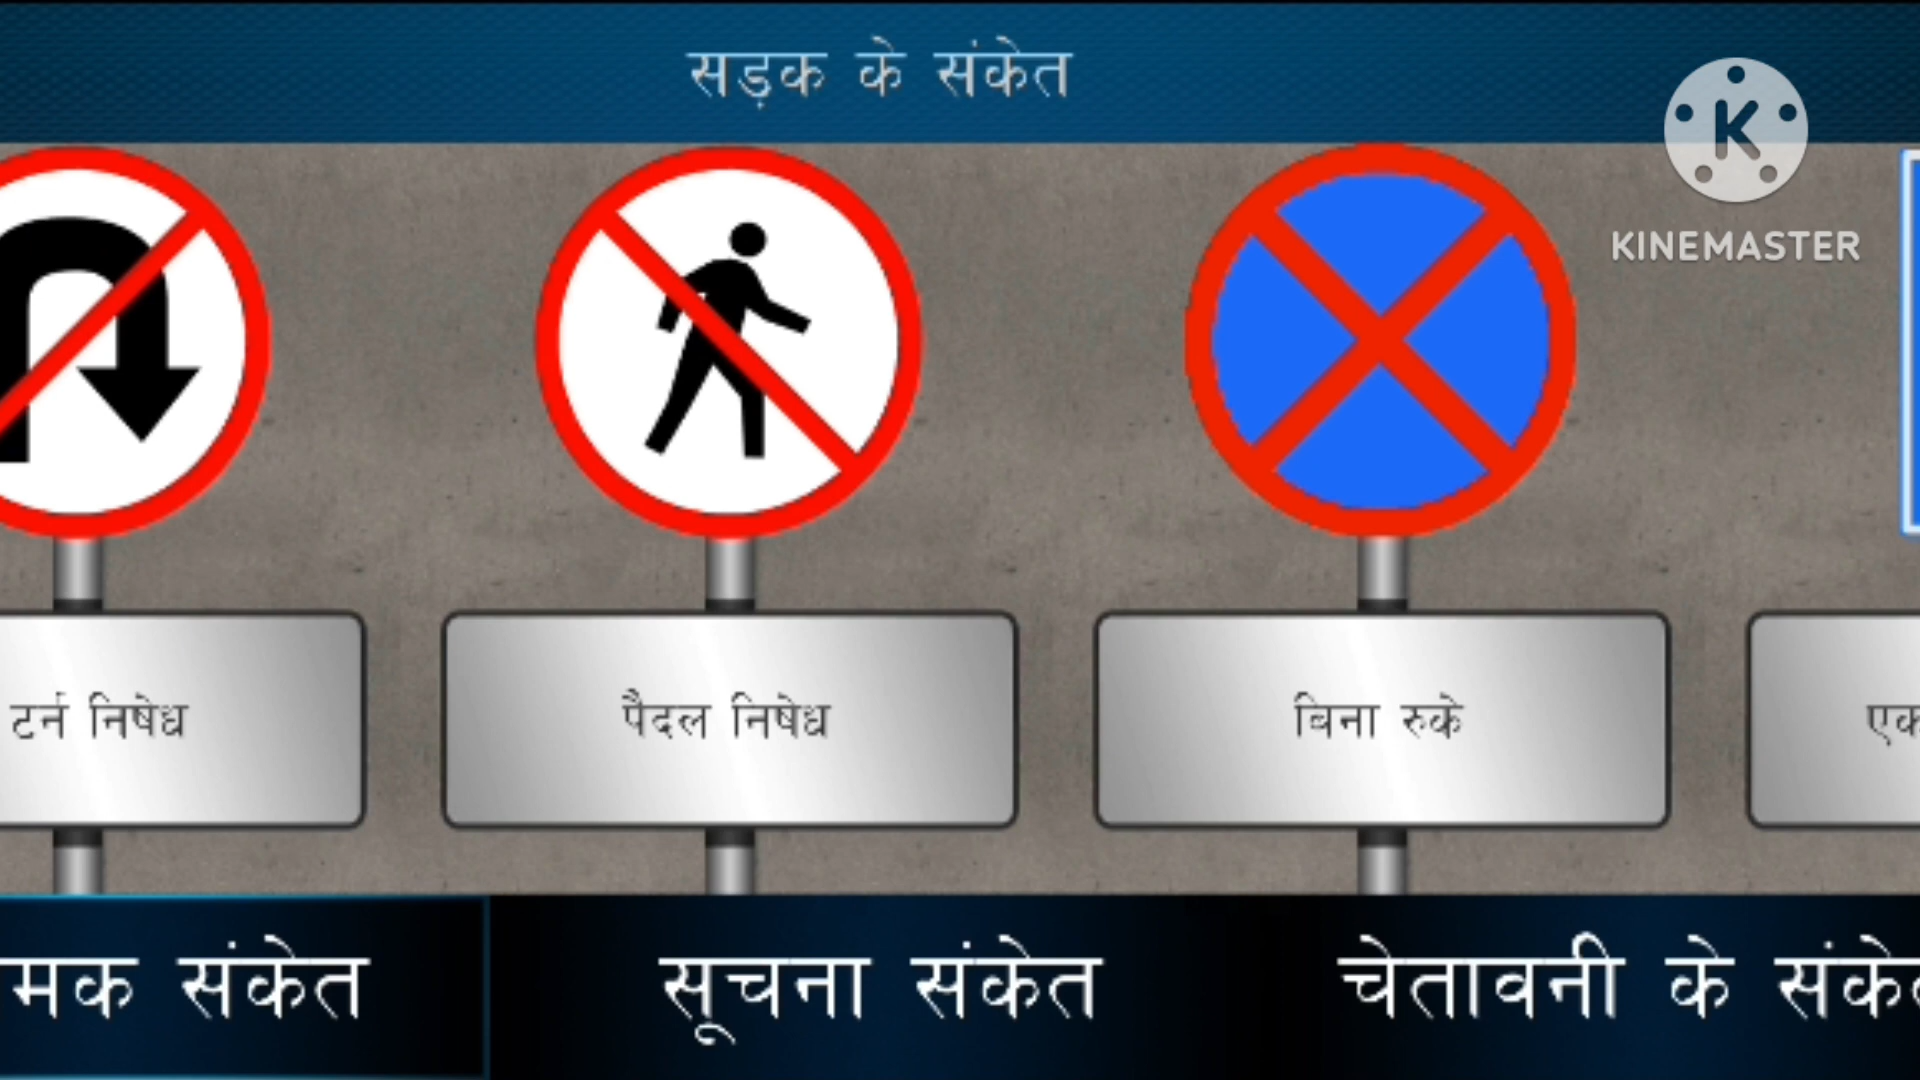 सड़क के संकेत
K
KINEMASTER
टर्न निषेध
पैदल निषेध
बिना रुके
एक
मक संकेत
सूचना संकेत
चेतावनी के